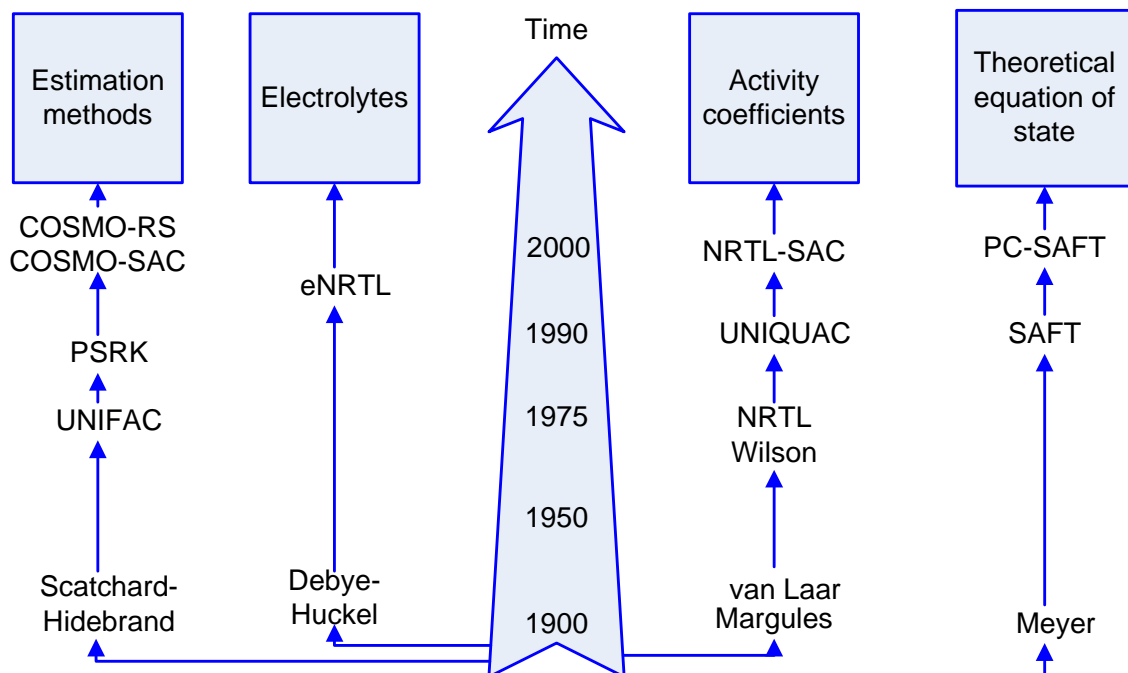 Estimation
methods
COSMO-RS
COSMO-SAC
PSRK
UNIFAC
Scatchard-
Hidebrand
Electrolytes
eNRTL
Debye-
Huckel
Time
2000
1990
1975
1950
1900
Activity
coefficients
NRTL-SAC
UNIQUAC
NRTL
Wilson
van Laar
Margules
Theoretical
equation of
state
PC-SAFT
SAFT
Meyer